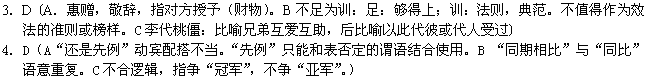 3. D（A．惠赠，敬辞，指对方授予（财物）。B 不足为训：足：够得上；训：法则，典范。不值得作为效
法的准则或榜样。C 李代桃僵：比喻兄弟互爱互助，后比喻以此代彼或代人受过）
4. D（A“还是先例”动宾配搭不当。“先例”只能和表否定的谓语结合使用。B “同期相比”与“同比”
语意重复。C 不合逻辑，指争“冠军”，不争“亚军”。）